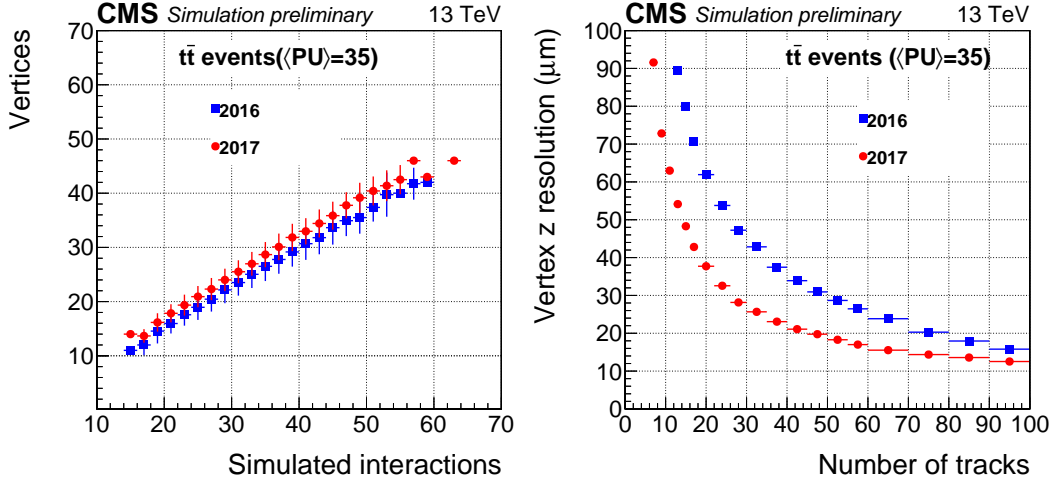 CMS Simulation preliminary 13 TeV
tt̄ events(⟨PU⟩=35)
2016
2017
Vertices
70
60
50
40
30
20
10
10 20 30 40 50 60 70
Simulated interactions
CMS Simulation preliminary 13 TeV
tt̄ events (⟨PU⟩=35)
2016
2017
Vertex z resolution (μm)
100
90
80
70
60
50
40
30
20
10
0
0 10 20 30 40 50 60 70 80 90 100
Number of tracks